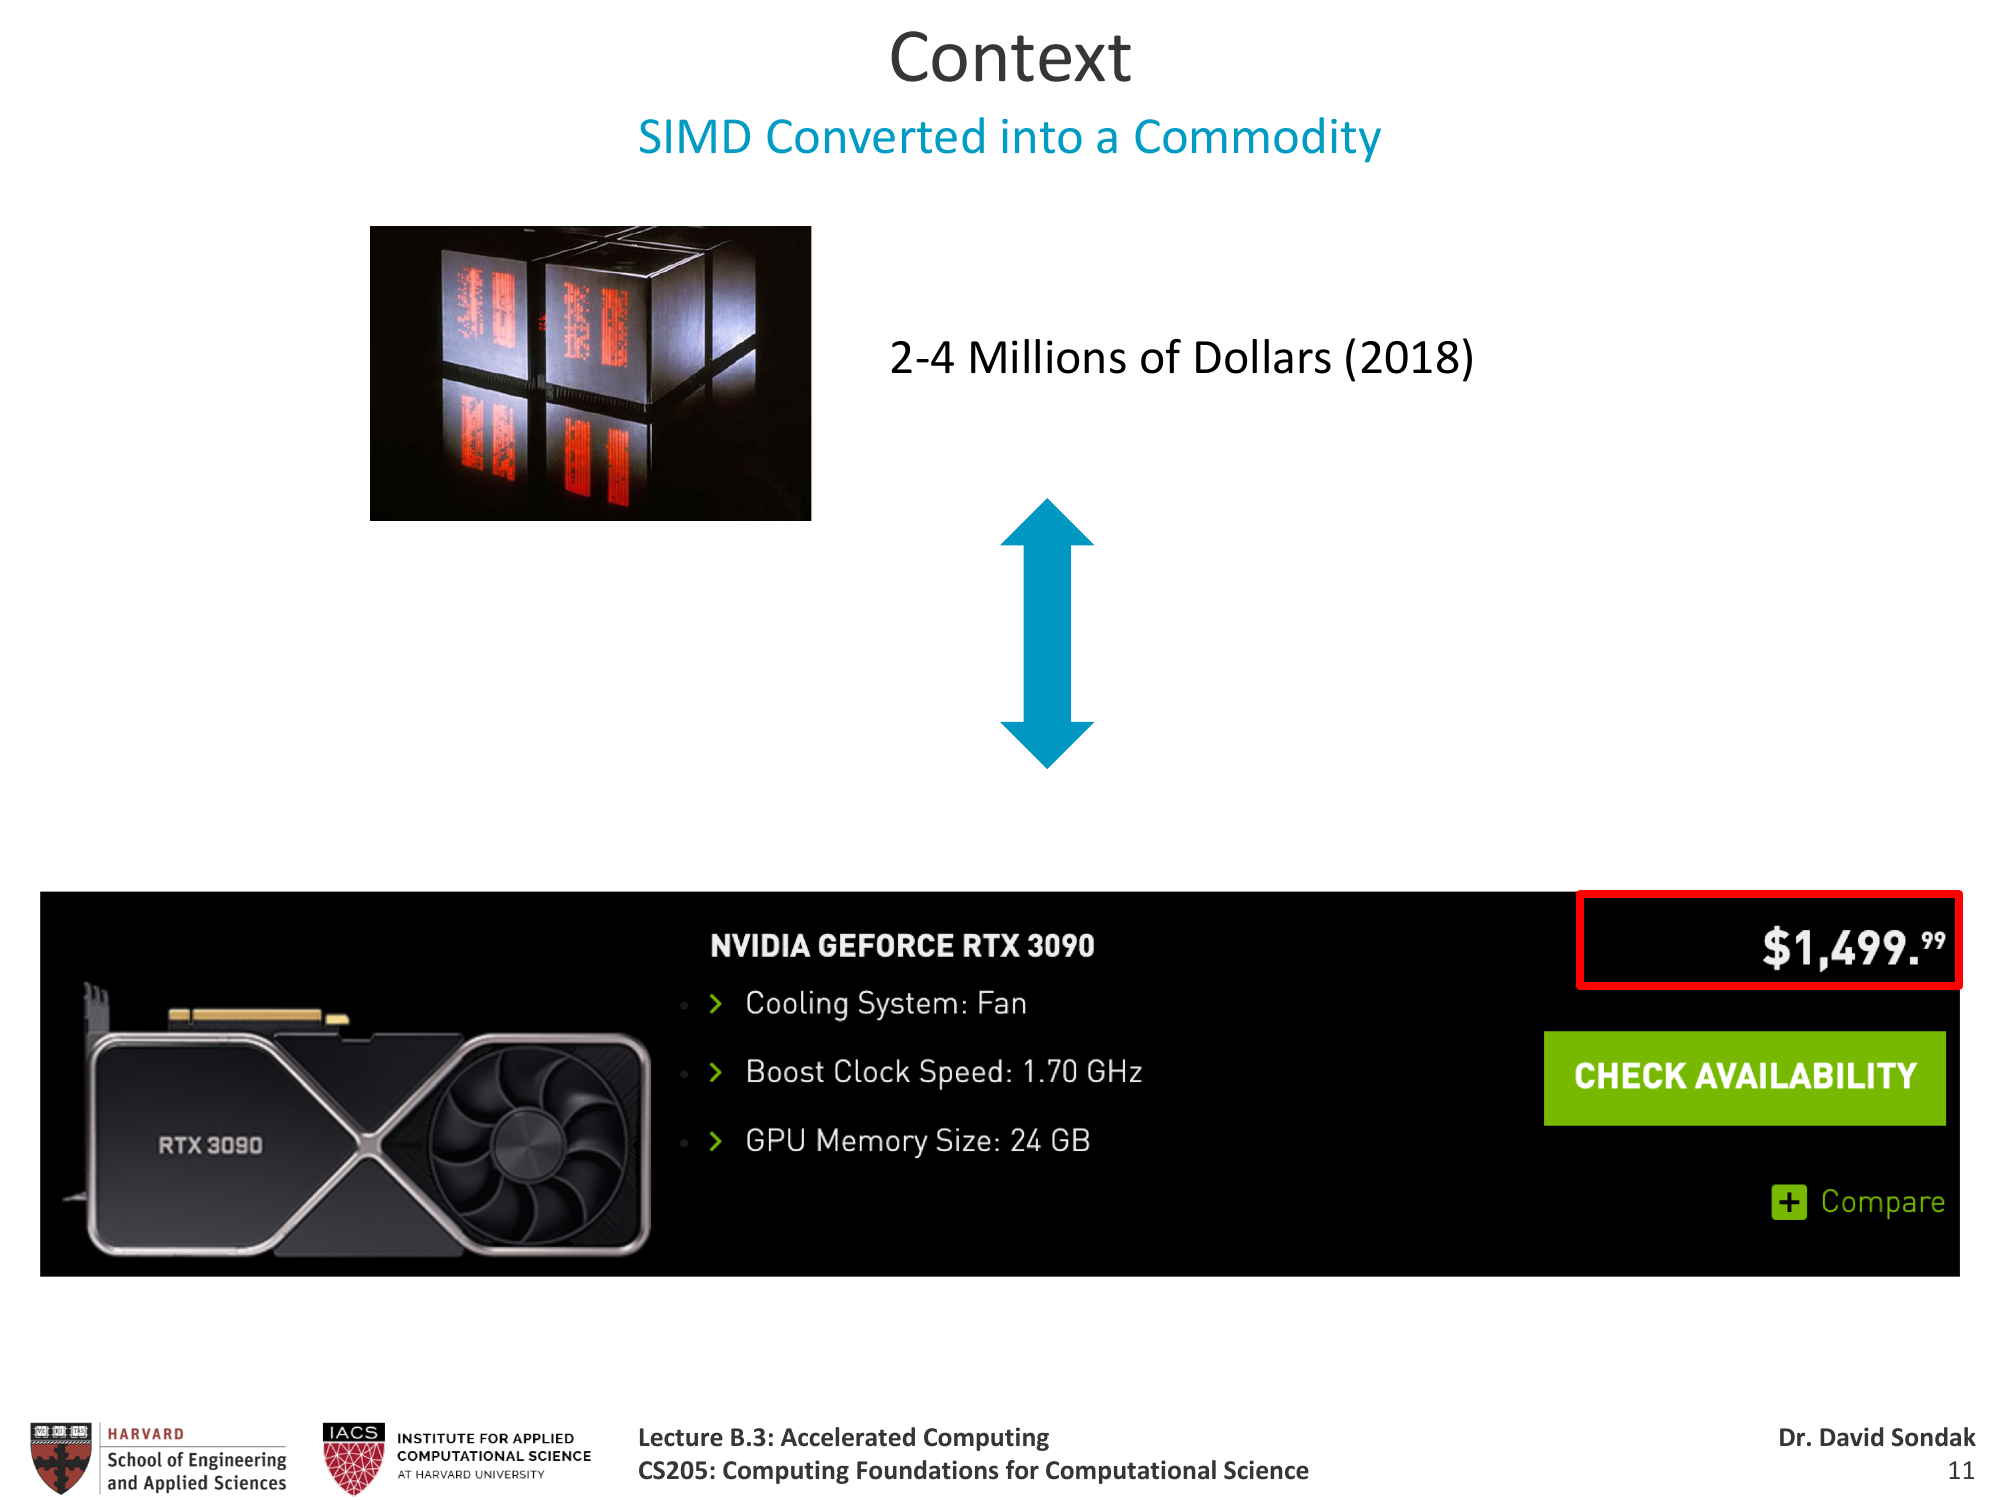 Context
SIMD Converted into a Commodity
2-4 Millions of Dollars (2018)
NVIDIA GEFORCE RTX 3090
$1,499.99
Cooling System: Fan
Boost Clock Speed: 1.70 GHz
GPU Memory Size: 24 GB
CHECK AVAILABILITY
Compare
RTX 3090
HARVARD
School of Engineering
and Applied Sciences
IACS
INSTITUTE FOR APPLIED
COMPUTATIONAL SCIENCE
AT HARVARD UNIVERSITY
Lecture B.3: Accelerated Computing
CS205: Computing Foundations for Computational Science
Dr. David Sondak
11